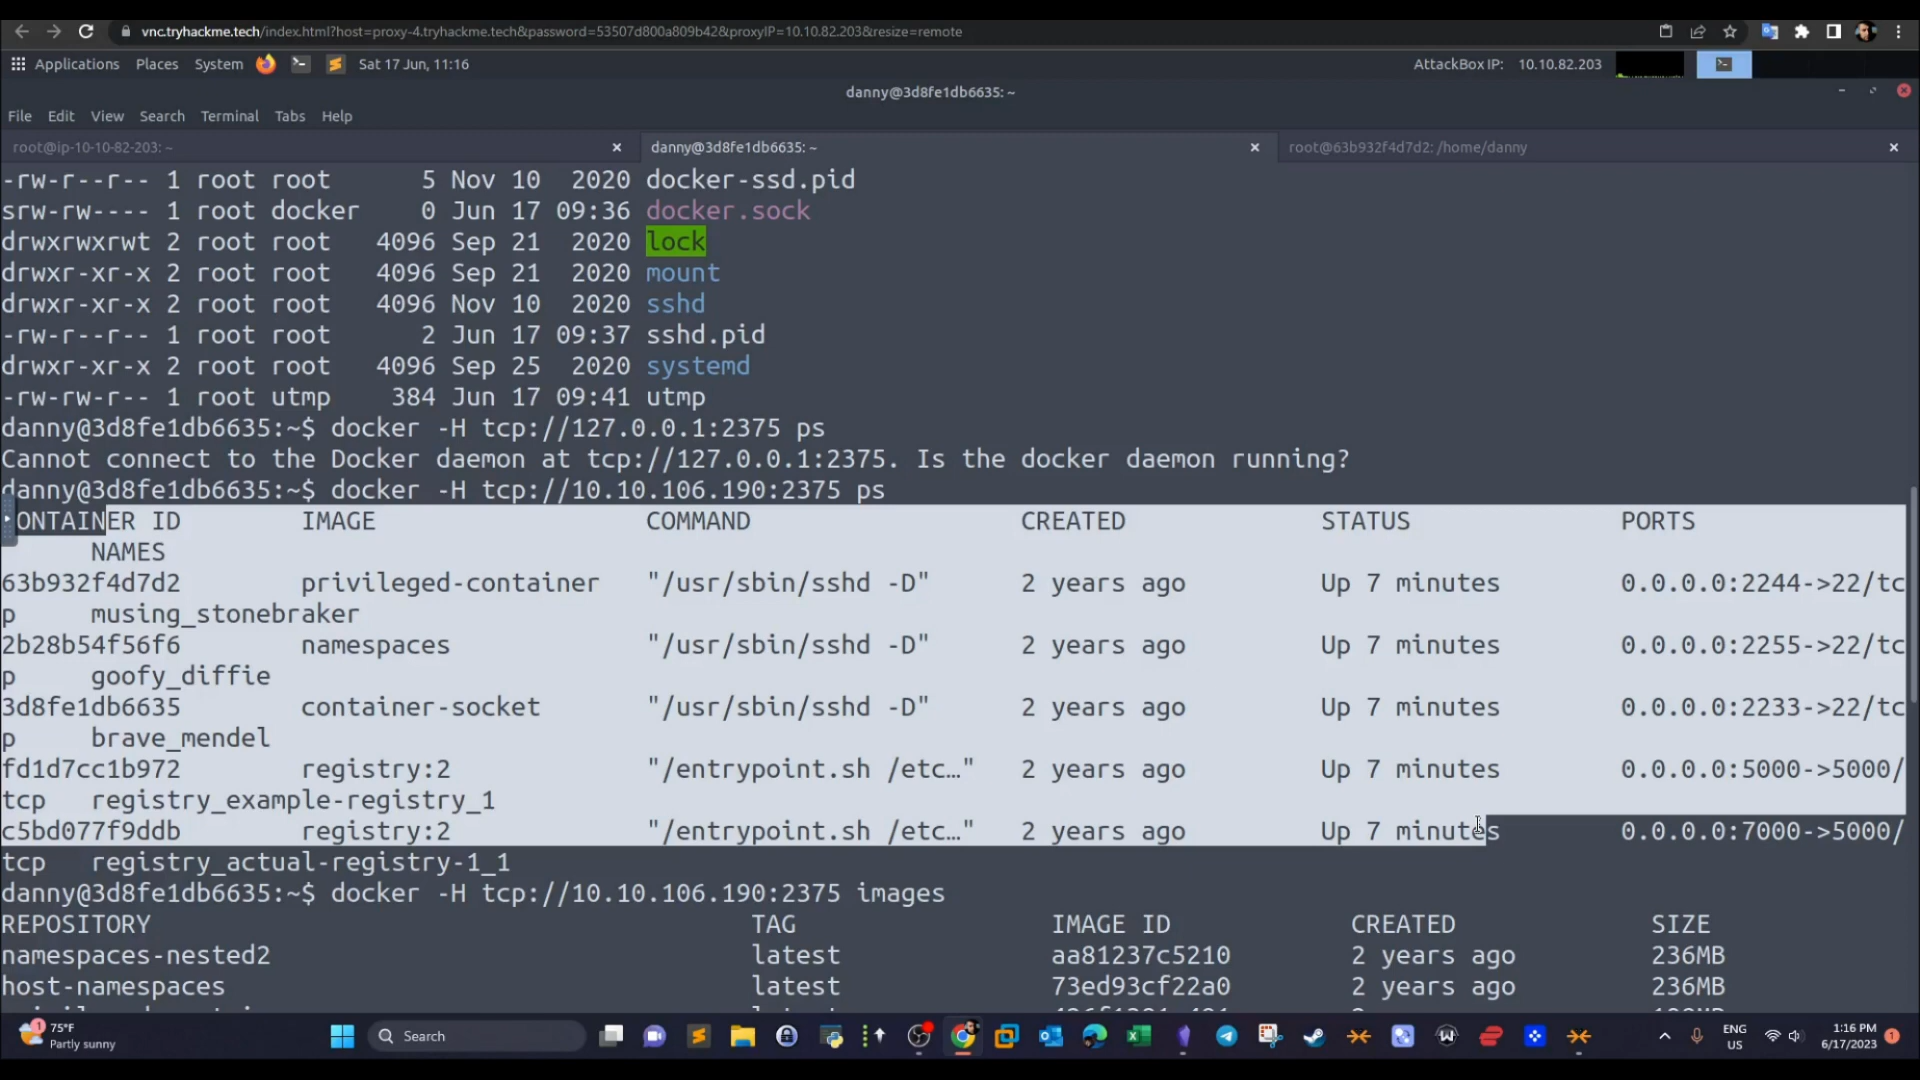 vnc.tryhackme.tech/index.html?host=proxy-4.tryhackme.tech&password=53507d800a809b42&proxyIP=10.10.82.203&resize=remote
Applications Places System Sat 17 Jun, 11:16 AttackBox IP: 10.10.82.203
danny@3d8fe1db6635: ~
File Edit View Search Terminal Tabs Help
root@ip-10-10-82-203: ~ × danny@3d8fe1db6635: ~ × root@63b932f4d7d2: /home/danny ×
-rw-r--r-- 1 root root 5 Nov 10 2020 docker-ssd.pid
srw-rw---- 1 root docker 0 Jun 17 09:36 docker.sock
drwxrwxrwt 2 root root 4096 Sep 21 2020 lock
drwxr-xr-x 2 root root 4096 Sep 21 2020 mount
drwxr-xr-x 2 root root 4096 Nov 10 2020 sshd
-rw-r--r-- 1 root root 2 Jun 17 09:37 sshd.pid
drwxr-xr-x 2 root root 4096 Sep 25 2020 systemd
-rw-rw-r-- 1 root utmp 384 Jun 17 09:41 utmp
danny@3d8fe1db6635:~$ docker -H tcp://127.0.0.1:2375 ps
Cannot connect to the Docker daemon at tcp://127.0.0.1:2375. Is the docker daemon running?
danny@3d8fe1db6635:~$ docker -H tcp://10.10.106.190:2375 ps
ONTAINER ID IMAGE COMMAND CREATED STATUS PORTS
NAMES
63b932f4d7d2 privileged-container "/usr/sbin/sshd -D" 2 years ago Up 7 minutes 0.0.0.0:2244->22/tc
p musing_stonebraker
2b28b54f56f6 namespaces "/usr/sbin/sshd -D" 2 years ago Up 7 minutes 0.0.0.0:2255->22/tc
p goofy_diffie
3d8fe1db6635 container-socket "/usr/sbin/sshd -D" 2 years ago Up 7 minutes 0.0.0.0:2233->22/tc
p brave_mendel
fd1d7cc1b972 registry:2 "/entrypoint.sh /etc…" 2 years ago Up 7 minutes 0.0.0.0:5000->5000/
tcp registry_example-registry_1
c5bd077f9ddb registry:2 "/entrypoint.sh /etc…" 2 years ago Up 7 minutes 0.0.0.0:7000->5000/
tcp registry_actual-registry-1_1
danny@3d8fe1db6635:~$ docker -H tcp://10.10.106.190:2375 images
REPOSITORY TAG IMAGE ID CREATED SIZE
namespaces-nested2 latest aa81237c5210 2 years ago 236MB
host-namespaces latest 73ed93cf22a0 2 years ago 236MB
1 75°F
Partly sunny
Search
ENG
US
1:16 PM
6/17/2023
1